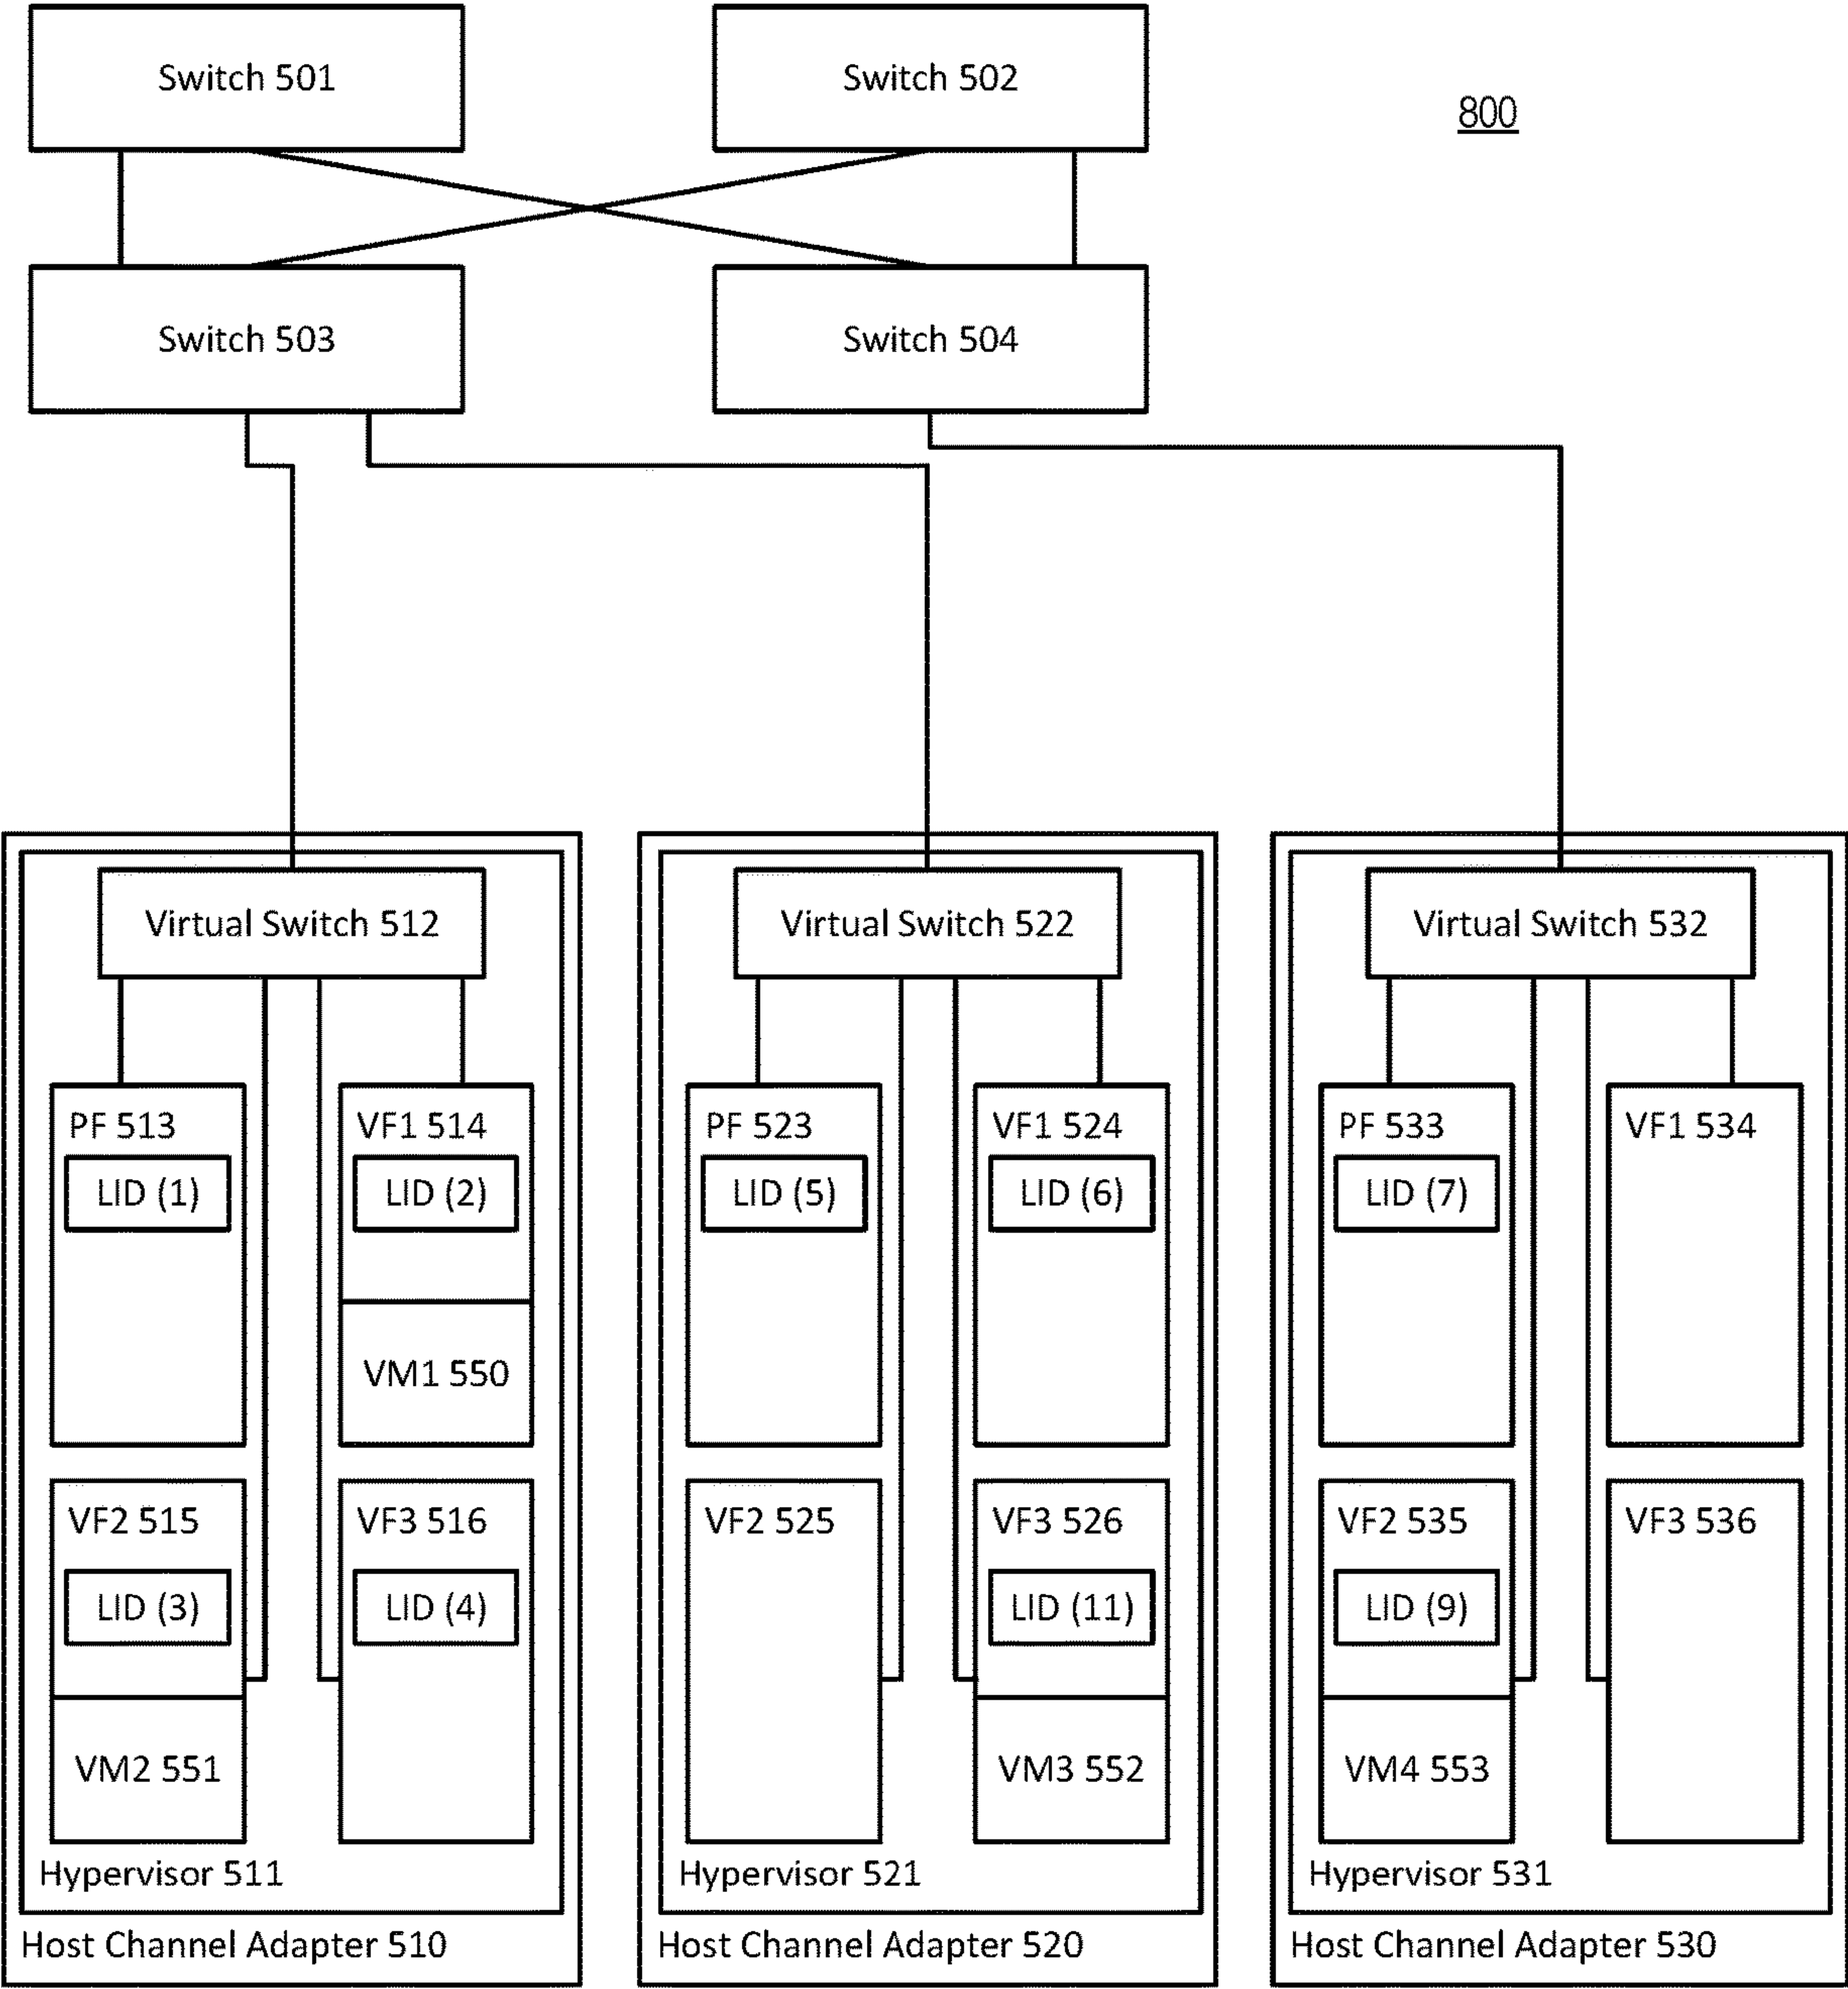 Switch 501
Switch 502
800
Switch 503
Switch 504
Virtual Switch 512
Virtual Switch 522
Virtual Switch 532
PF 513
LID (1)
VF1 514
LID (2)
VM1 550
PF 523
LID (5)
VF1 524
LID (6)
PF 533
LID (7)
VF1 534
VF2 515
LID (3)
VM2 551
VF3 516
LID (4)
VF2 525
VF3 526
LID (11)
VM3 552
VF2 535
LID (9)
VM4 553
VF3 536
Hypervisor 511
Hypervisor 521
Hypervisor 531
Host Channel Adapter 510
Host Channel Adapter 520
Host Channel Adapter 530